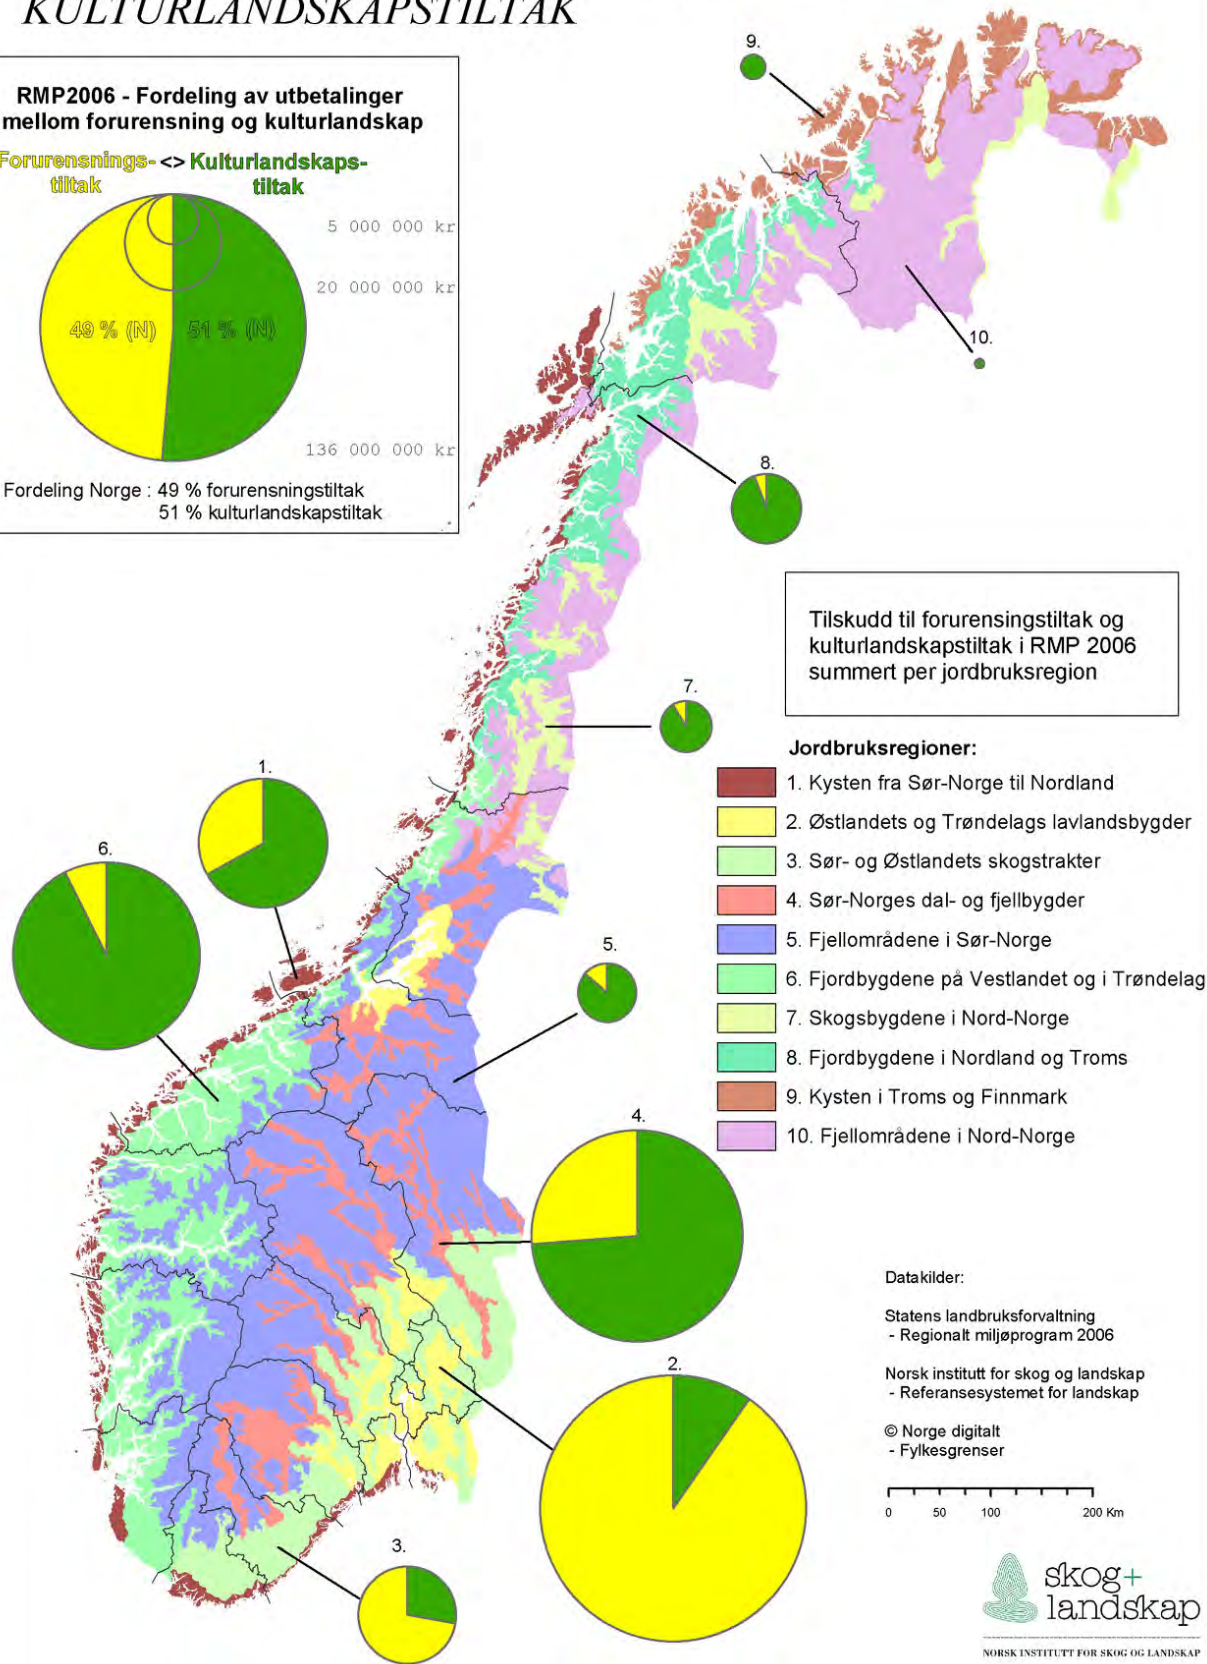 KULTURLANDSKAPSTILTAK
RMP2006 - Fordeling av utbetalinger
mellom forurensning og kulturlandskap
Forurensnings- <> Kulturlandskaps-
tiltak tiltak
5 000 000 kr
20 000 000 kr
49 % (N) 51 % (N)
136 000 000 kr
Fordeling Norge : 49 % forurensningstiltak
51 % kulturlandskapstiltak
9.
10.
8.
Tilskudd til forurensingstiltak og
kulturlandskapstiltak i RMP 2006
summert per jordbruksregion
7.
Jordbruksregioner:
1. Kysten fra Sør-Norge til Nordland
2. Østlandets og Trøndelags lavlandsbygder
3. Sør- og Østlandets skogstrakter
4. Sør-Norges dal- og fjellbygder
5. Fjellområdene i Sør-Norge
6. Fjordbygdene på Vestlandet og i Trøndelag
7. Skogsbygdene i Nord-Norge
8. Fjordbygdene i Nordland og Troms
9. Kysten i Troms og Finnmark
10. Fjellområdene i Nord-Norge
1.
6.
5.
4.
2.
3.
Datakilder:
Statens landbruksforvaltning
- Regionalt miljøprogram 2006
Norsk institutt for skog og landskap
- Referansesystemet for landskap
© Norge digitalt
- Fylkesgrenser
0 50 100 200 Km
skog+
landskap
NORSK INSTITUTT FOR SKOG OG LANDSKAP